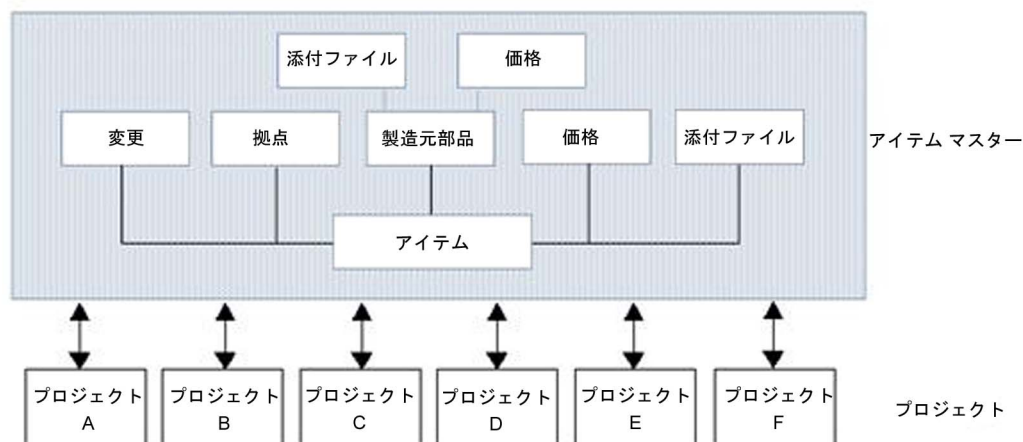 添付ファイル
価格
変更
拠点
製造元部品
価格
添付ファイル
アイテム マスター
アイテム
プロジェクト
A
プロジェクト
B
プロジェクト
C
プロジェクト
D
プロジェクト
E
プロジェクト
F
プロジェクト